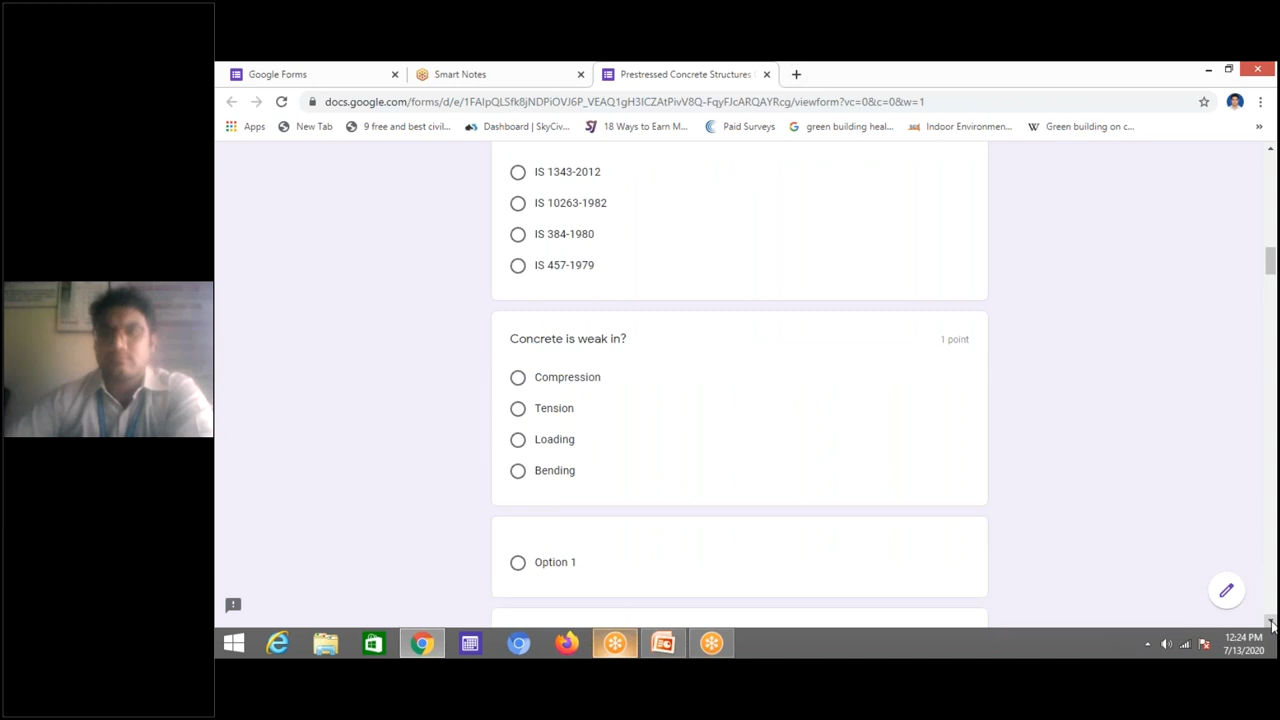 Google Forms
Smart Notes
Prestressed Concrete Structures
docs.google.com/forms/d/e/1FAIpQLSfk8jNDPiOVJ6P_VEAQ1gH3ICZAtPivV8Q-FqyFJcARQAYRcg/viewform?vc=0&c=0&w=1
Apps
New Tab
9 free and best civil...
Dashboard | SkyCiv...
18 Ways to Earn M...
Paid Surveys
green building heal...
Indoor Environmen...
Green building on c...
IS 1343-2012
IS 10263-1982
IS 384-1980
IS 457-1979
Concrete is weak in?
1 point
Compression
Tension
Loading
Bending
Option 1
12:24 PM
7/13/2020